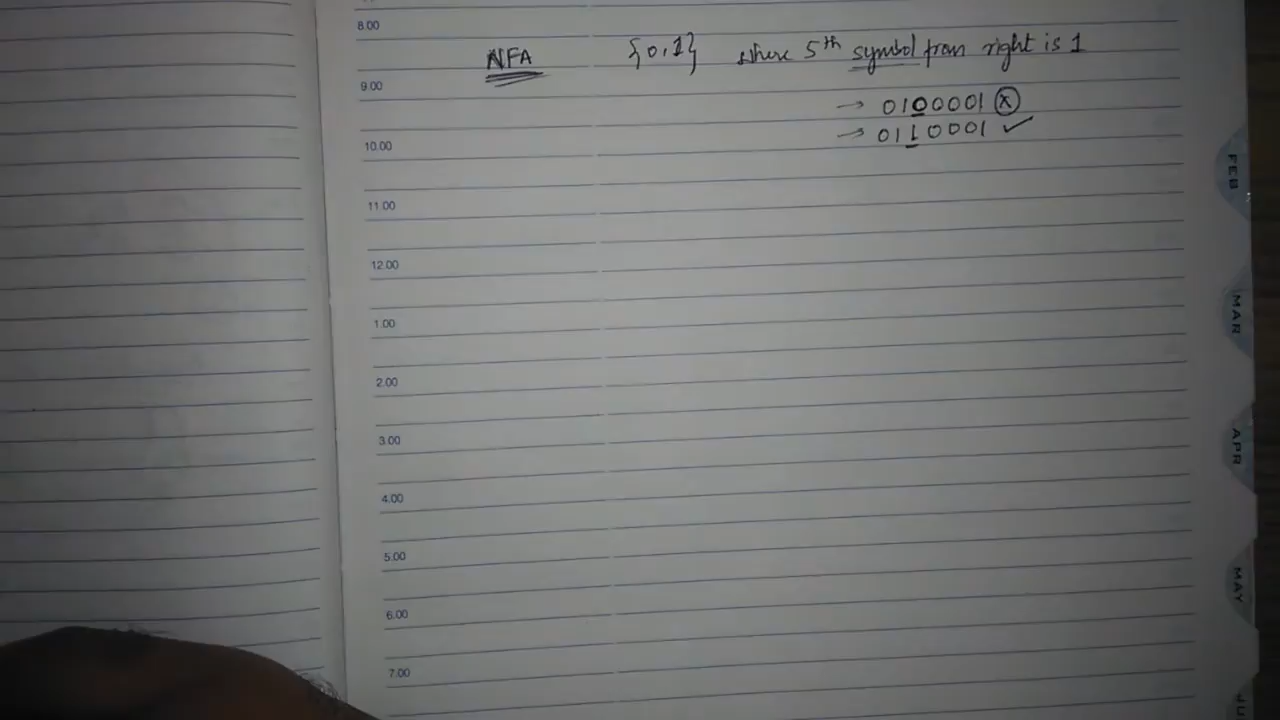 8.00
NFA {0,1} where 5th symbol from right is 1
9.00
→ 0100001 ⓧ
→ 0110001 ✓
10.00
11.00
12.00
1.00
2.00
3.00
4.00
5.00
6.00
7.00
FEB
MAR
APR
MAY